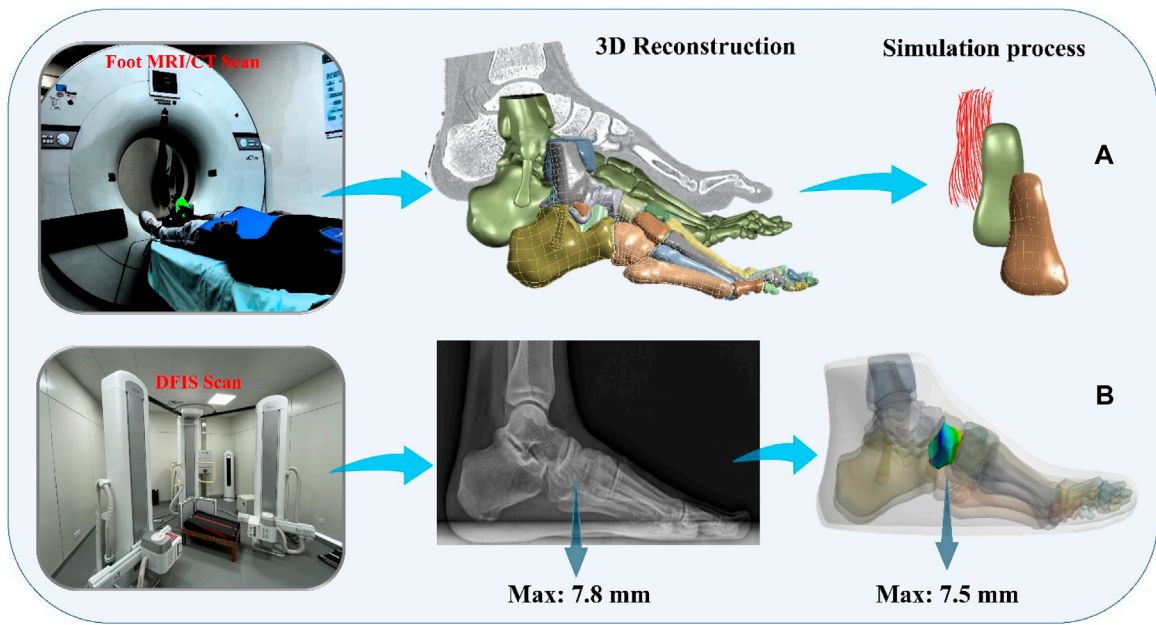 Foot MRI/CT Scan
3D Reconstruction
Simulation process
A
DFIS Scan
B
Max: 7.8 mm
Max: 7.5 mm